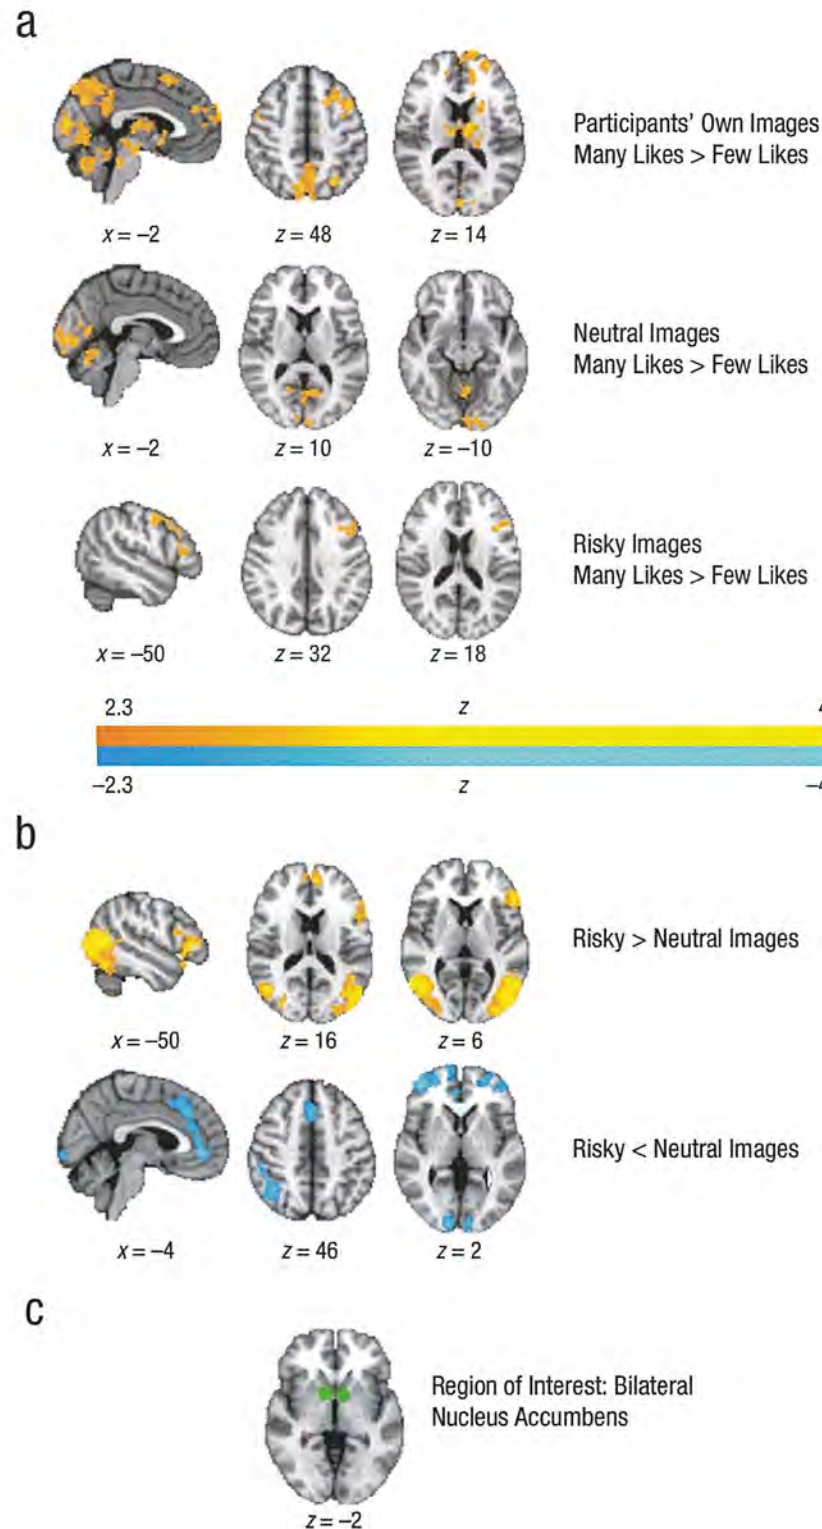 a
Participants' Own Images
Many Likes > Few Likes
x = –2
z = 48
z = 14
Neutral Images
Many Likes > Few Likes
x = –2
z = 10
z = –10
Risky Images
Many Likes > Few Likes
x = –50
z = 32
z = 18
2.3 z 4
–2.3 z –4
b
Risky > Neutral Images
x = –50
z = 16
z = 6
Risky < Neutral Images
x = –4
z = 46
z = 2
c
Region of Interest: Bilateral
Nucleus Accumbens
z = –2